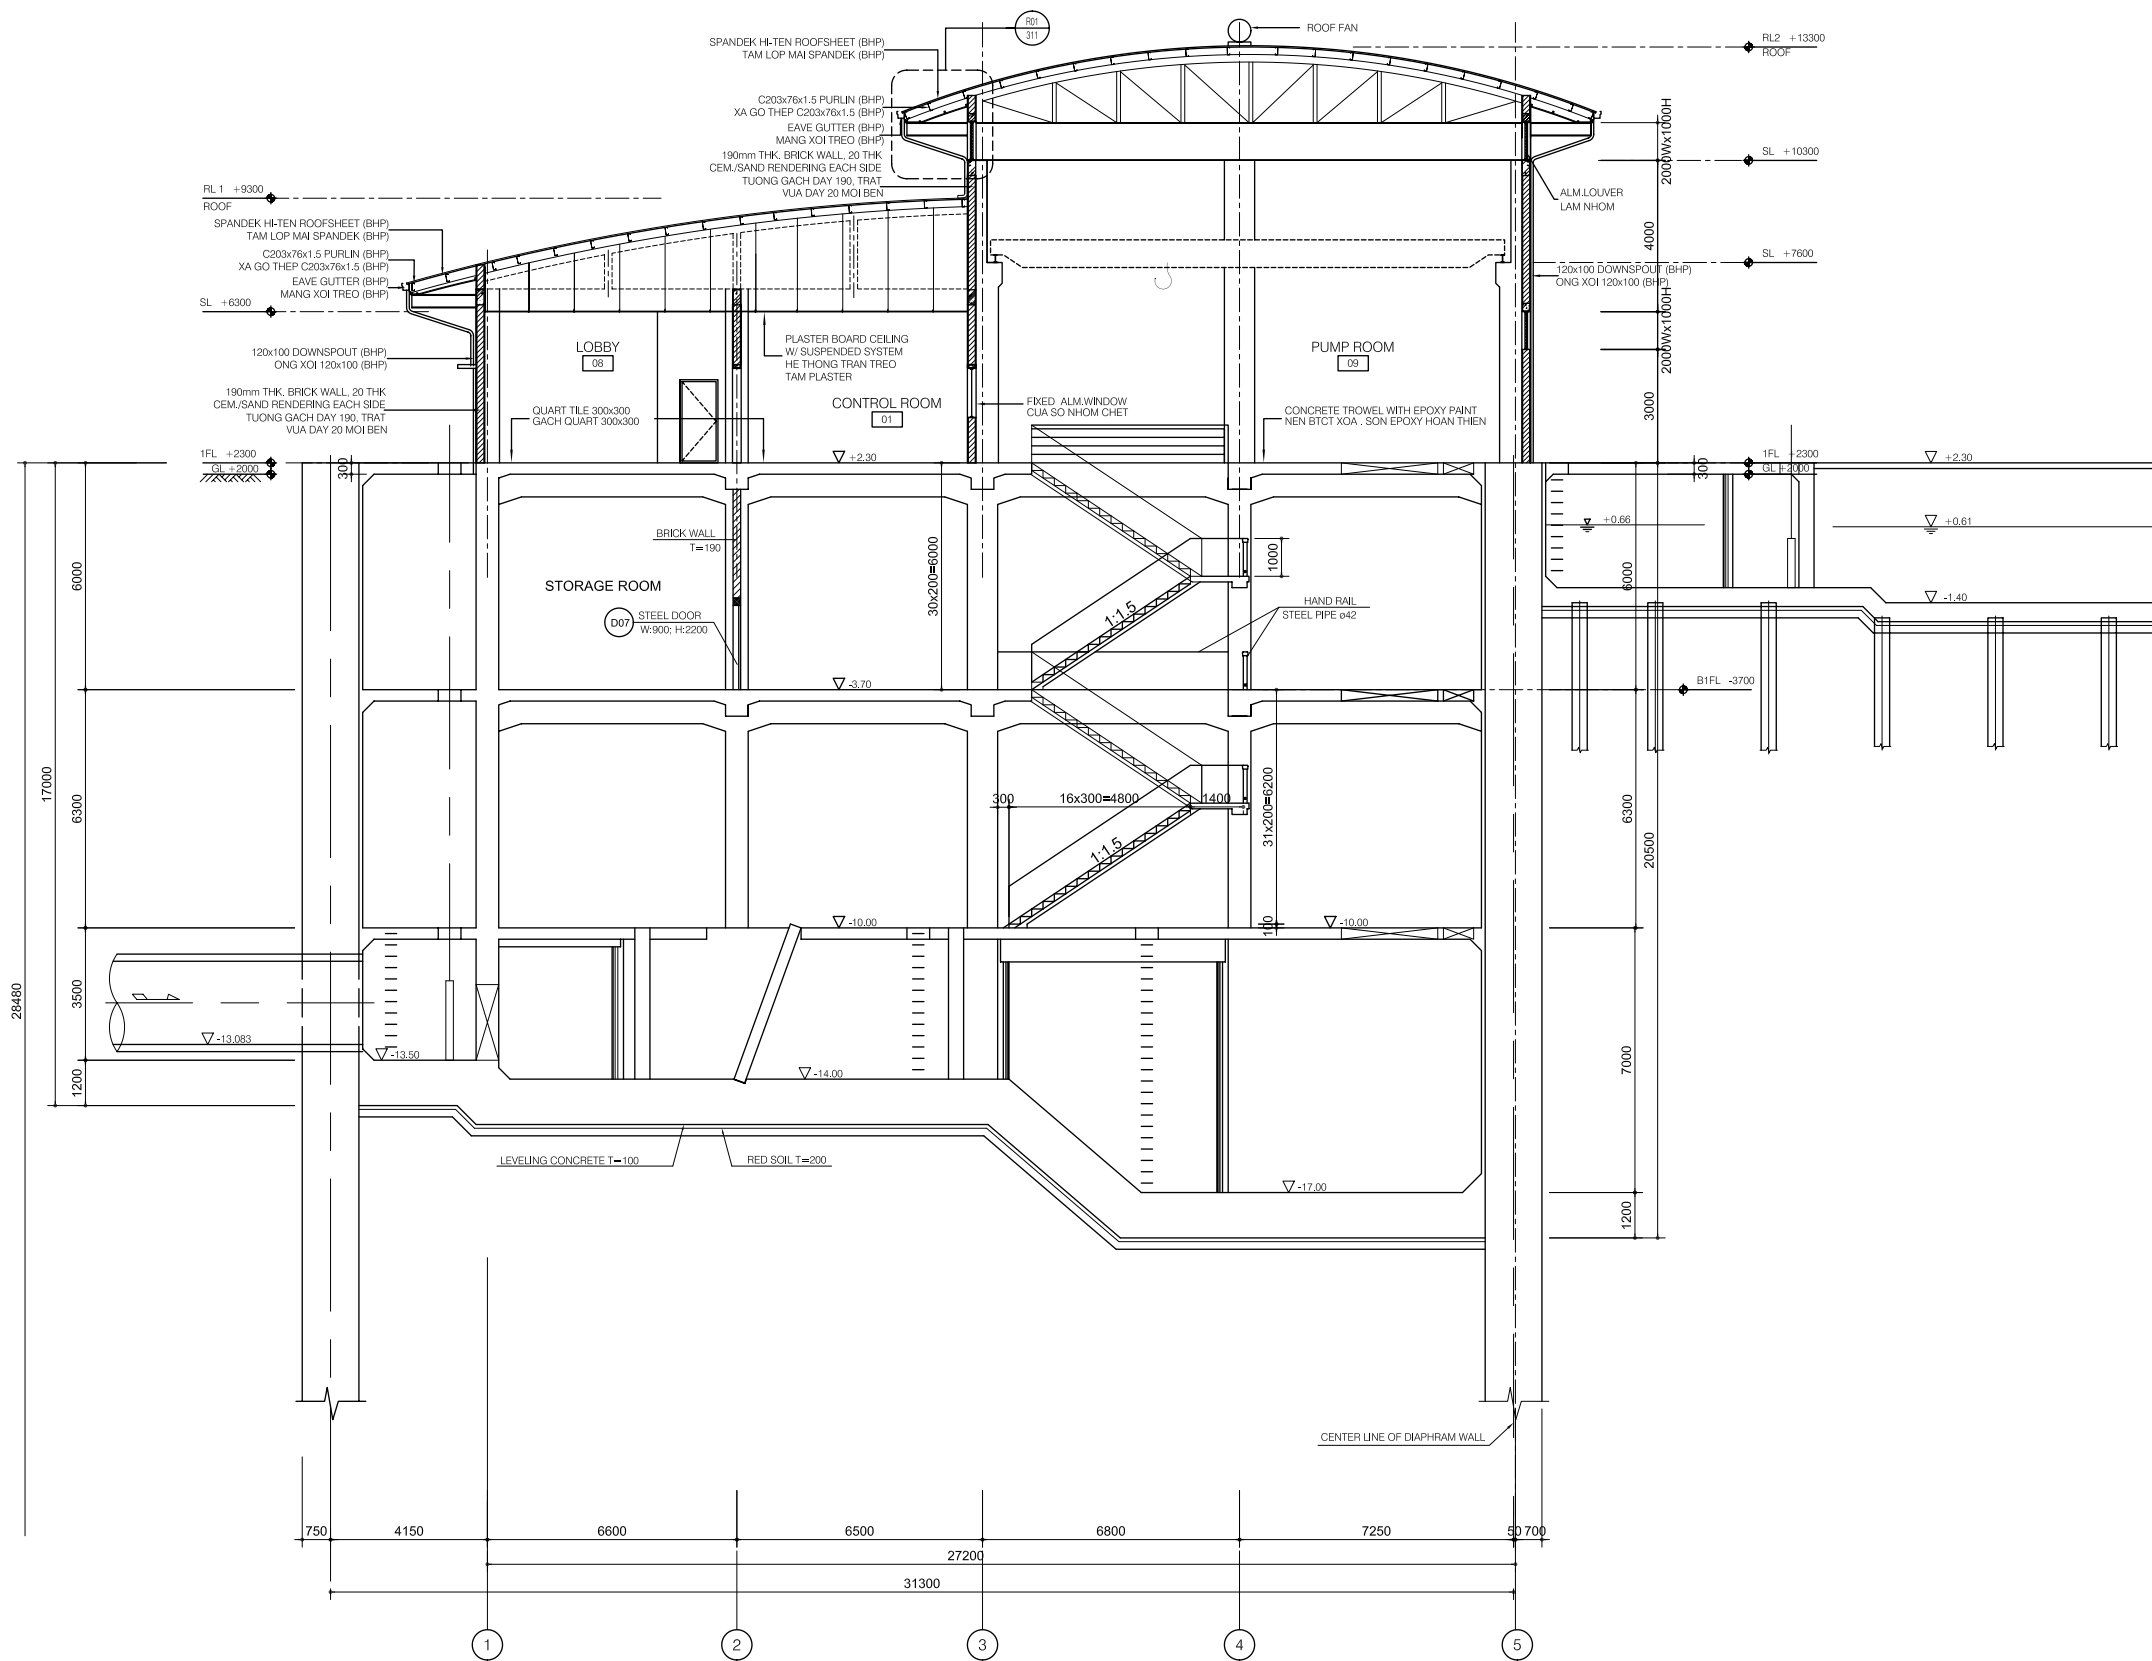 R01
311
ROOF FAN
SPANDEK HI-TEN ROOFSHEET (BHP)
TAM LOP MAI SPANDEK (BHP)
RL2 +13300
ROOF
C203x76x1.5 PURLIN (BHP)
XA GO THEP C203x76x1.5 (BHP)
EAVE GUTTER (BHP)
MANG XOI TREO (BHP)
190mm THK. BRICK WALL, 20 THK
CEM./SAND RENDERING EACH SIDE
TUONG GACH DAY 190, TRAT
VUA DAY 20 MOI BEN
2000Wx1000H
SL +10300
ALM.LOUVER
LAM NHOM
RL 1 +9300
ROOF
SPANDEK HI-TEN ROOFSHEET (BHP)
TAM LOP MAI SPANDEK (BHP)
C203x76x1.5 PURLIN (BHP)
XA GO THEP C203x76x1.5 (BHP)
EAVE GUTTER (BHP)
MANG XOI TREO (BHP)
SL +6300
4000
SL +7600
120x100 DOWNSPOUT (BHP)
ONG XOI 120x100 (BHP)
2000Wx1000H
120x100 DOWNSPOUT (BHP)
ONG XOI 120x100 (BHP)
LOBBY
08
PLASTER BOARD CEILING
W/ SUSPENDED SYSTEM
HE THONG TRAN TREO
TAM PLASTER
PUMP ROOM
09
190mm THK. BRICK WALL, 20 THK
CEM./SAND RENDERING EACH SIDE
TUONG GACH DAY 190, TRAT
VUA DAY 20 MOI BEN
QUART TILE 300x300
GACH QUART 300x300
CONTROL ROOM
01
FIXED ALM.WINDOW
CUA SO NHOM CHET
CONCRETE TROWEL WITH EPOXY PAINT
NEN BTCT XOA . SON EPOXY HOAN THIEN
3000
1FL +2300
GL +2000
300
+2.30
300
1FL +2300
GL +2000
+2.30
+0.66
+0.61
BRICK WALL
T=190
6000
STORAGE ROOM
D07
STEEL DOOR
W:900; H:2200
30x200=6000
1000
1:1.5
HAND RAIL
STEEL PIPE ø42
6000
-1.40
-3.70
B1FL -3700
17000
6300
300
16x300=4800
1400
31x200=6200
1:1.5
6300
20500
-10.00
100
-10.00
28480
3500
-13.083
-13.50
-14.00
7000
1200
LEVELING CONCRETE T=100
RED SOIL T=200
-17.00
1200
CENTER LINE OF DIAPHRAM WALL
750
4150
6600
6500
6800
7250
50
700
27200
31300
1
2
3
4
5